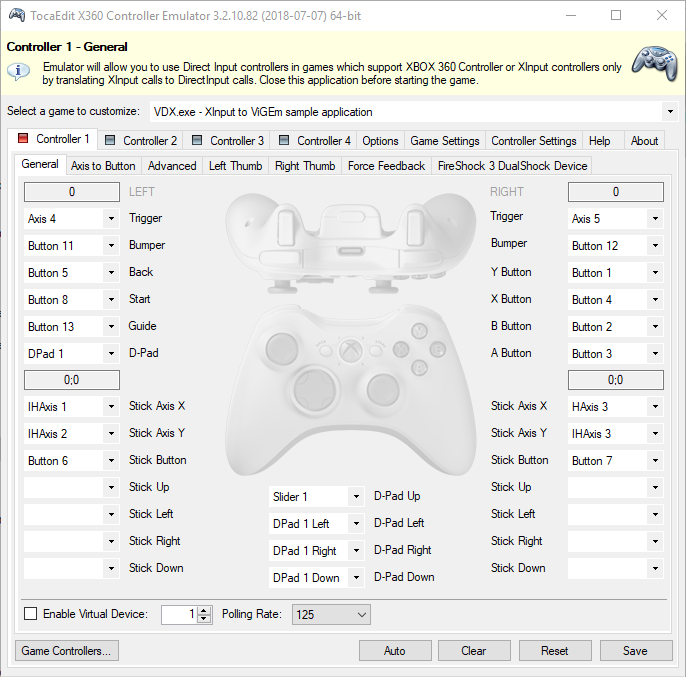 TocaEdit X360 Controller Emulator 3.2.10.82 (2018-07-07) 64-bit
Controller 1 - General
Emulator will allow you to use Direct Input controllers in games which support XBOX 360 Controller or XInput controllers only
by translating XInput calls to DirectInput calls. Close this application before starting the game.
Select a game to customize: VDX.exe - XInput to ViGEm sample application
Controller 1 Controller 2 Controller 3 Controller 4 Options Game Settings Controller Settings Help About
General Axis to Button Advanced Left Thumb Right Thumb Force Feedback FireShock 3 DualShock Device
0 LEFT RIGHT 0
Axis 4 Trigger Trigger Axis 5
Button 11 Bumper Bumper Button 12
Button 5 Back Y Button Button 1
Button 8 Start X Button Button 4
Button 13 Guide B Button Button 2
DPad 1 D-Pad A Button Button 3
0;0 0;0
IHAxis 1 Stick Axis X Stick Axis X HAxis 3
IHAxis 2 Stick Axis Y Stick Axis Y IHAxis 3
Button 6 Stick Button Stick Button Button 7
Stick Up Slider 1 D-Pad Up Stick Up
Stick Left DPad 1 Left D-Pad Left Stick Left
Stick Right DPad 1 Right D-Pad Right Stick Right
Stick Down DPad 1 Down D-Pad Down Stick Down
Enable Virtual Device: 1 Polling Rate: 125
Game Controllers... Auto Clear Reset Save